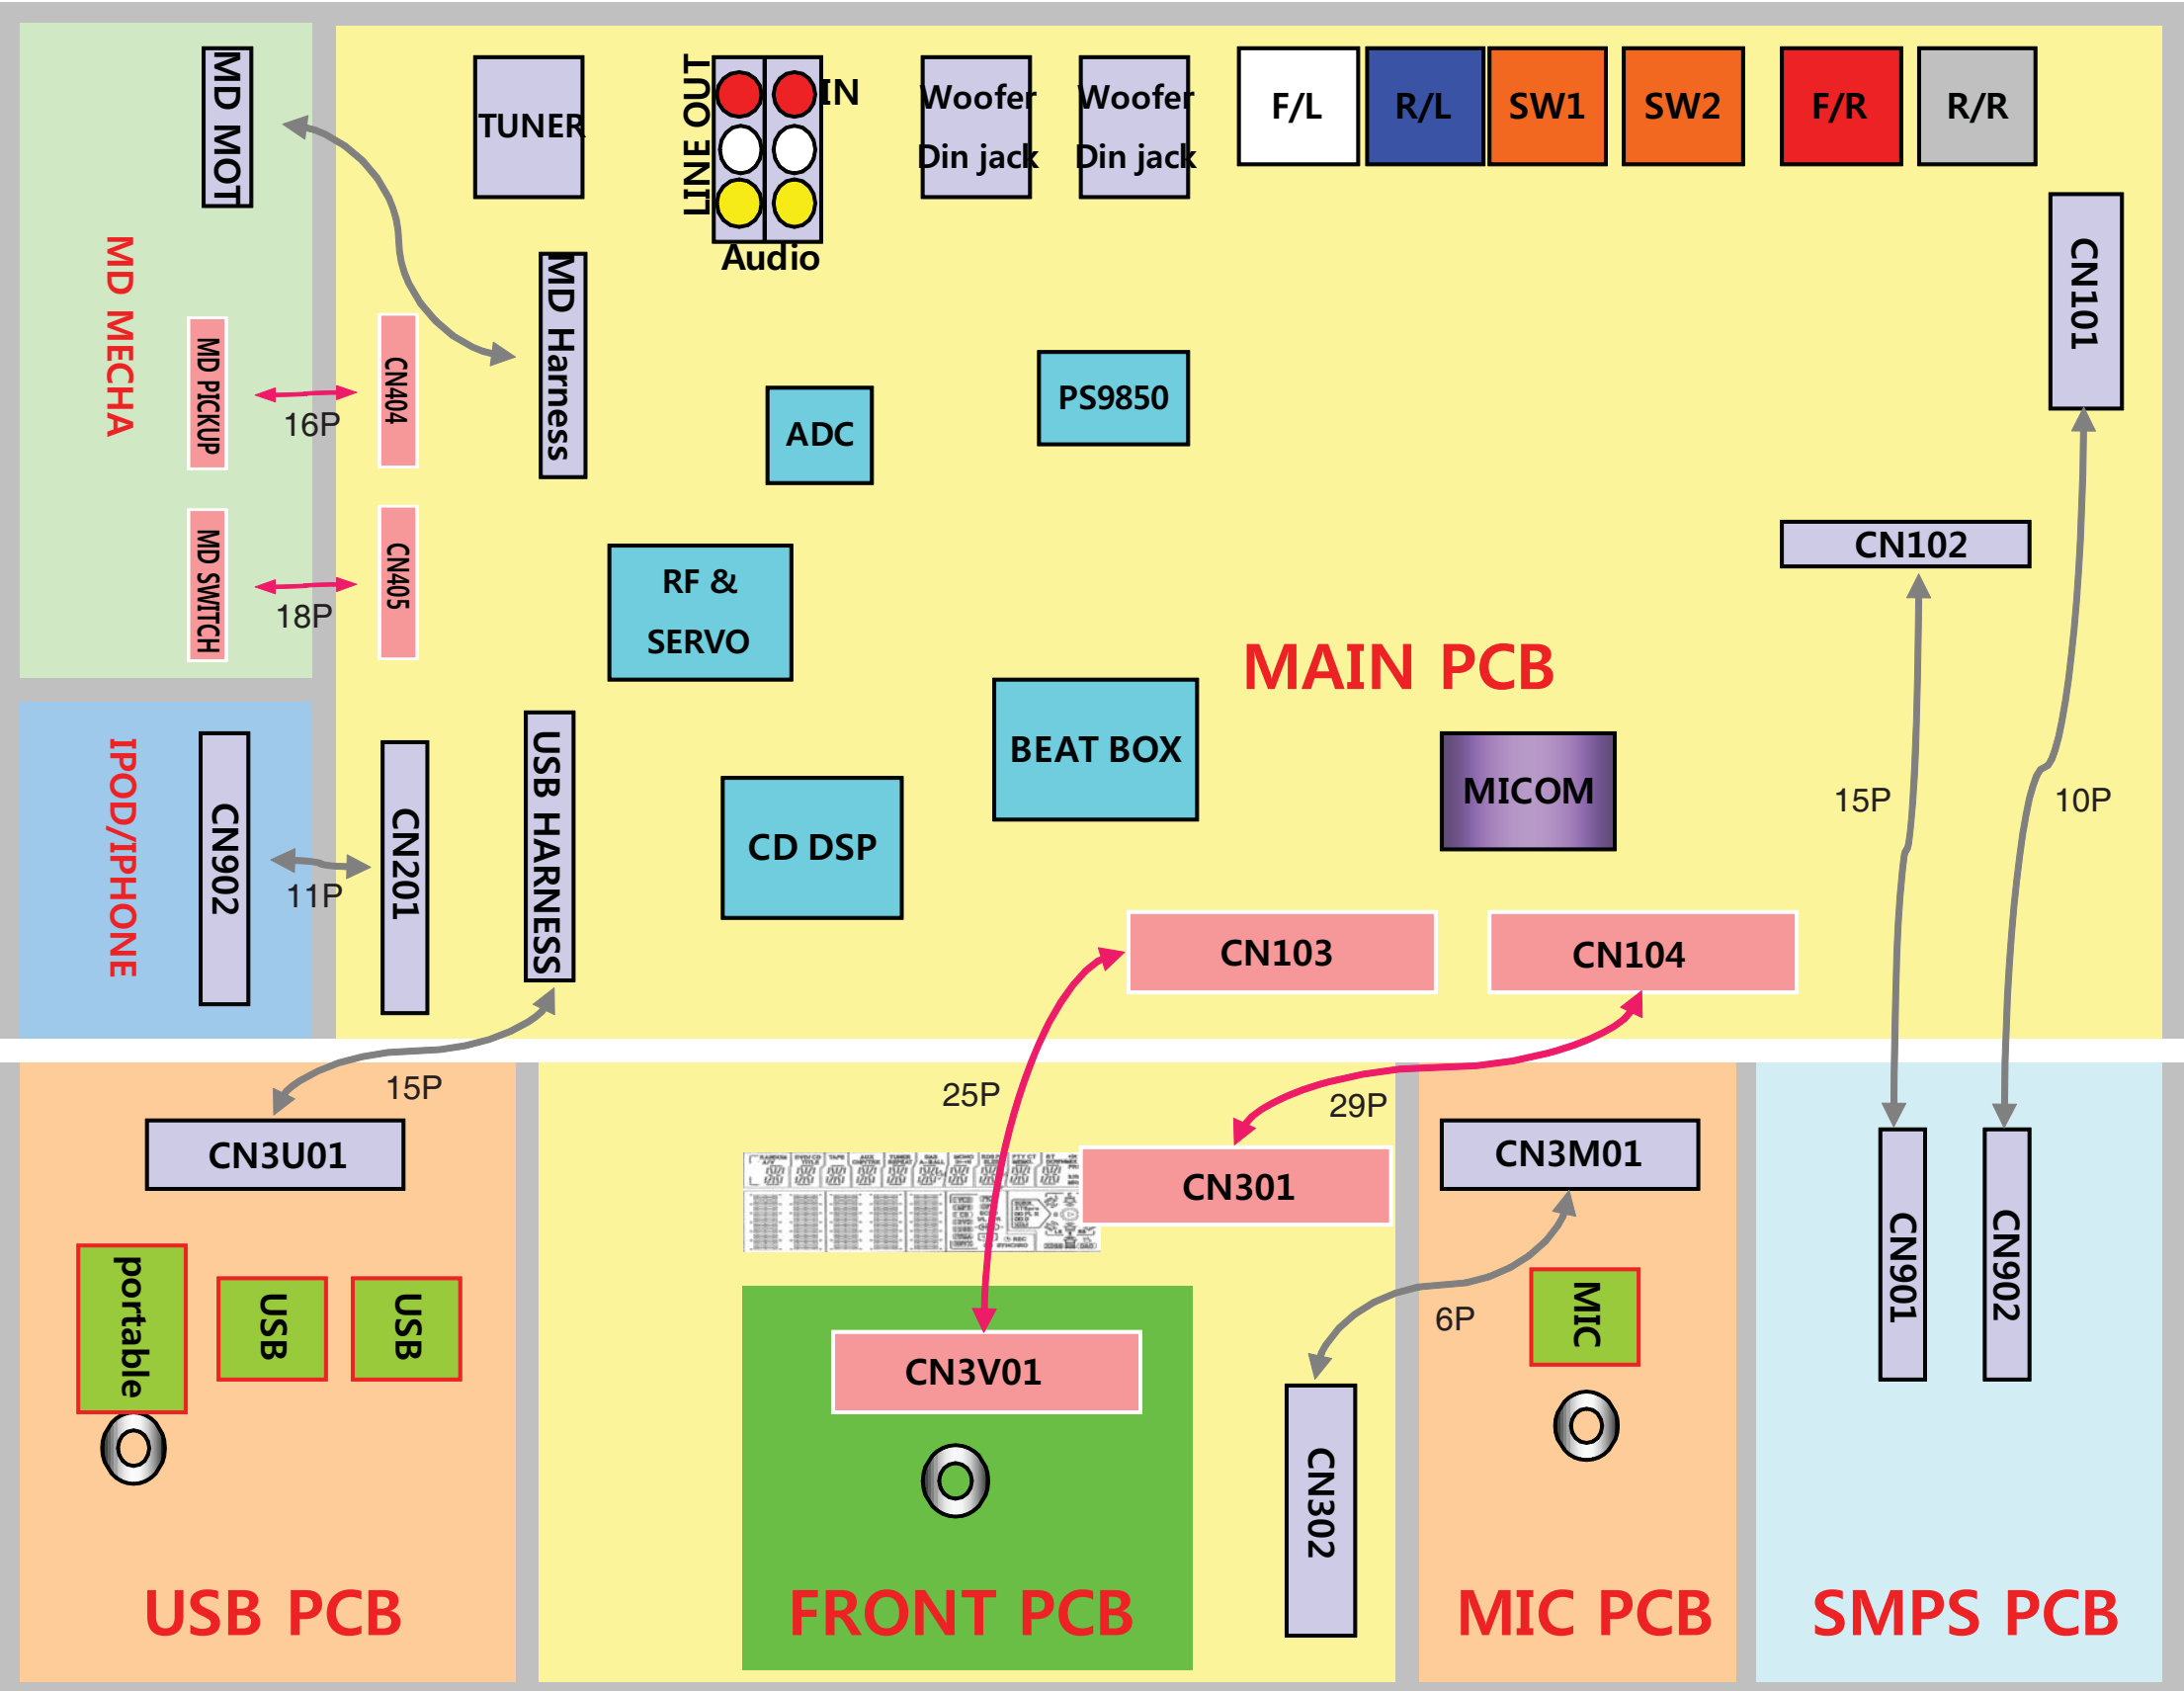 MD MOT
TUNER
LINE OUT
IN
Audio
Woofer
Din jack
Woofer
Din jack
F/L
R/L
SW1
SW2
F/R
R/R
CN101
MD MECHA
MD Harness
MD PICKUP
16P
CN404
ADC
PS9850
MD SWITCH
18P
CN405
RF &
SERVO
CN102
MAIN PCB
IPOD/IPHONE
CN902
11P
CN201
USB HARNESS
BEAT BOX
CD DSP
MICOM
15P
10P
CN103
CN104
15P
25P
29P
CN3U01
CN301
CN3M01
CN901
CN902
portable
USB
USB
6P
MIC
CN3V01
CN302
USB PCB
FRONT PCB
MIC PCB
SMPS PCB